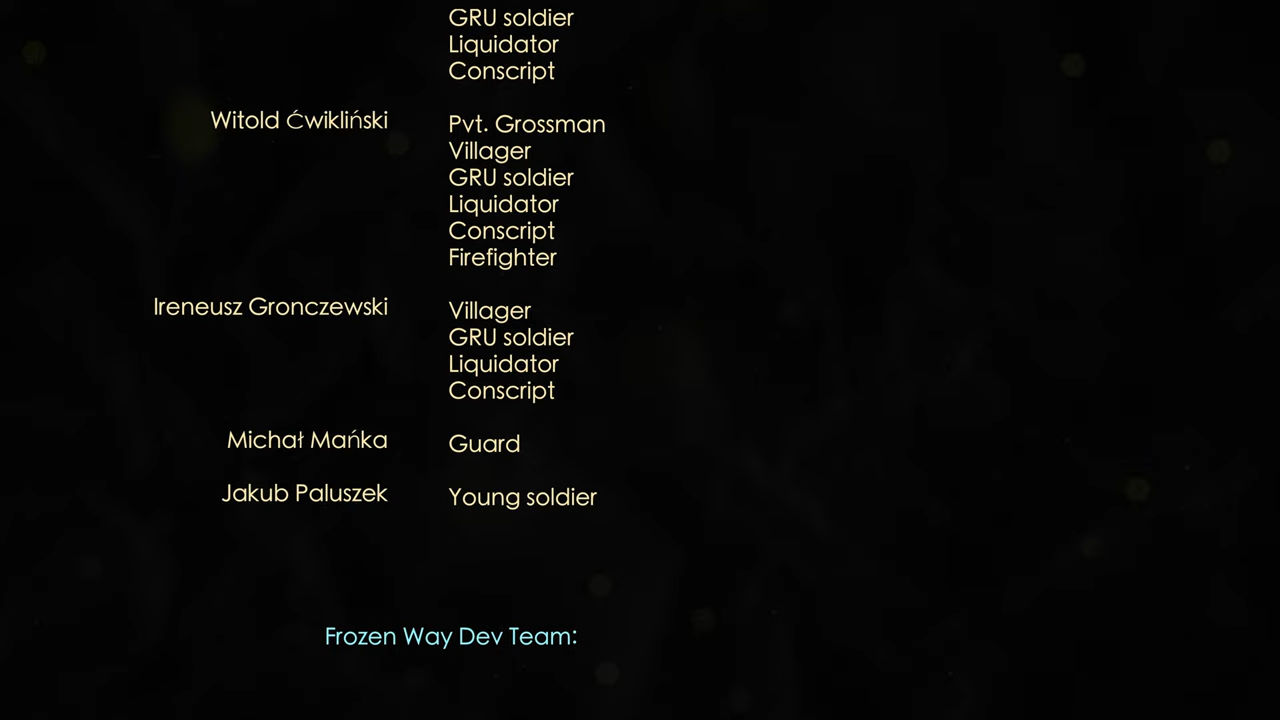 GRU soldier
Liquidator
Conscript
Witold Ćwikliński Pvt. Grossman
Villager
GRU soldier
Liquidator
Conscript
Firefighter
Ireneusz Gronczewski Villager
GRU soldier
Liquidator
Conscript
Michał Mańka Guard
Jakub Paluszek Young soldier
Frozen Way Dev Team: